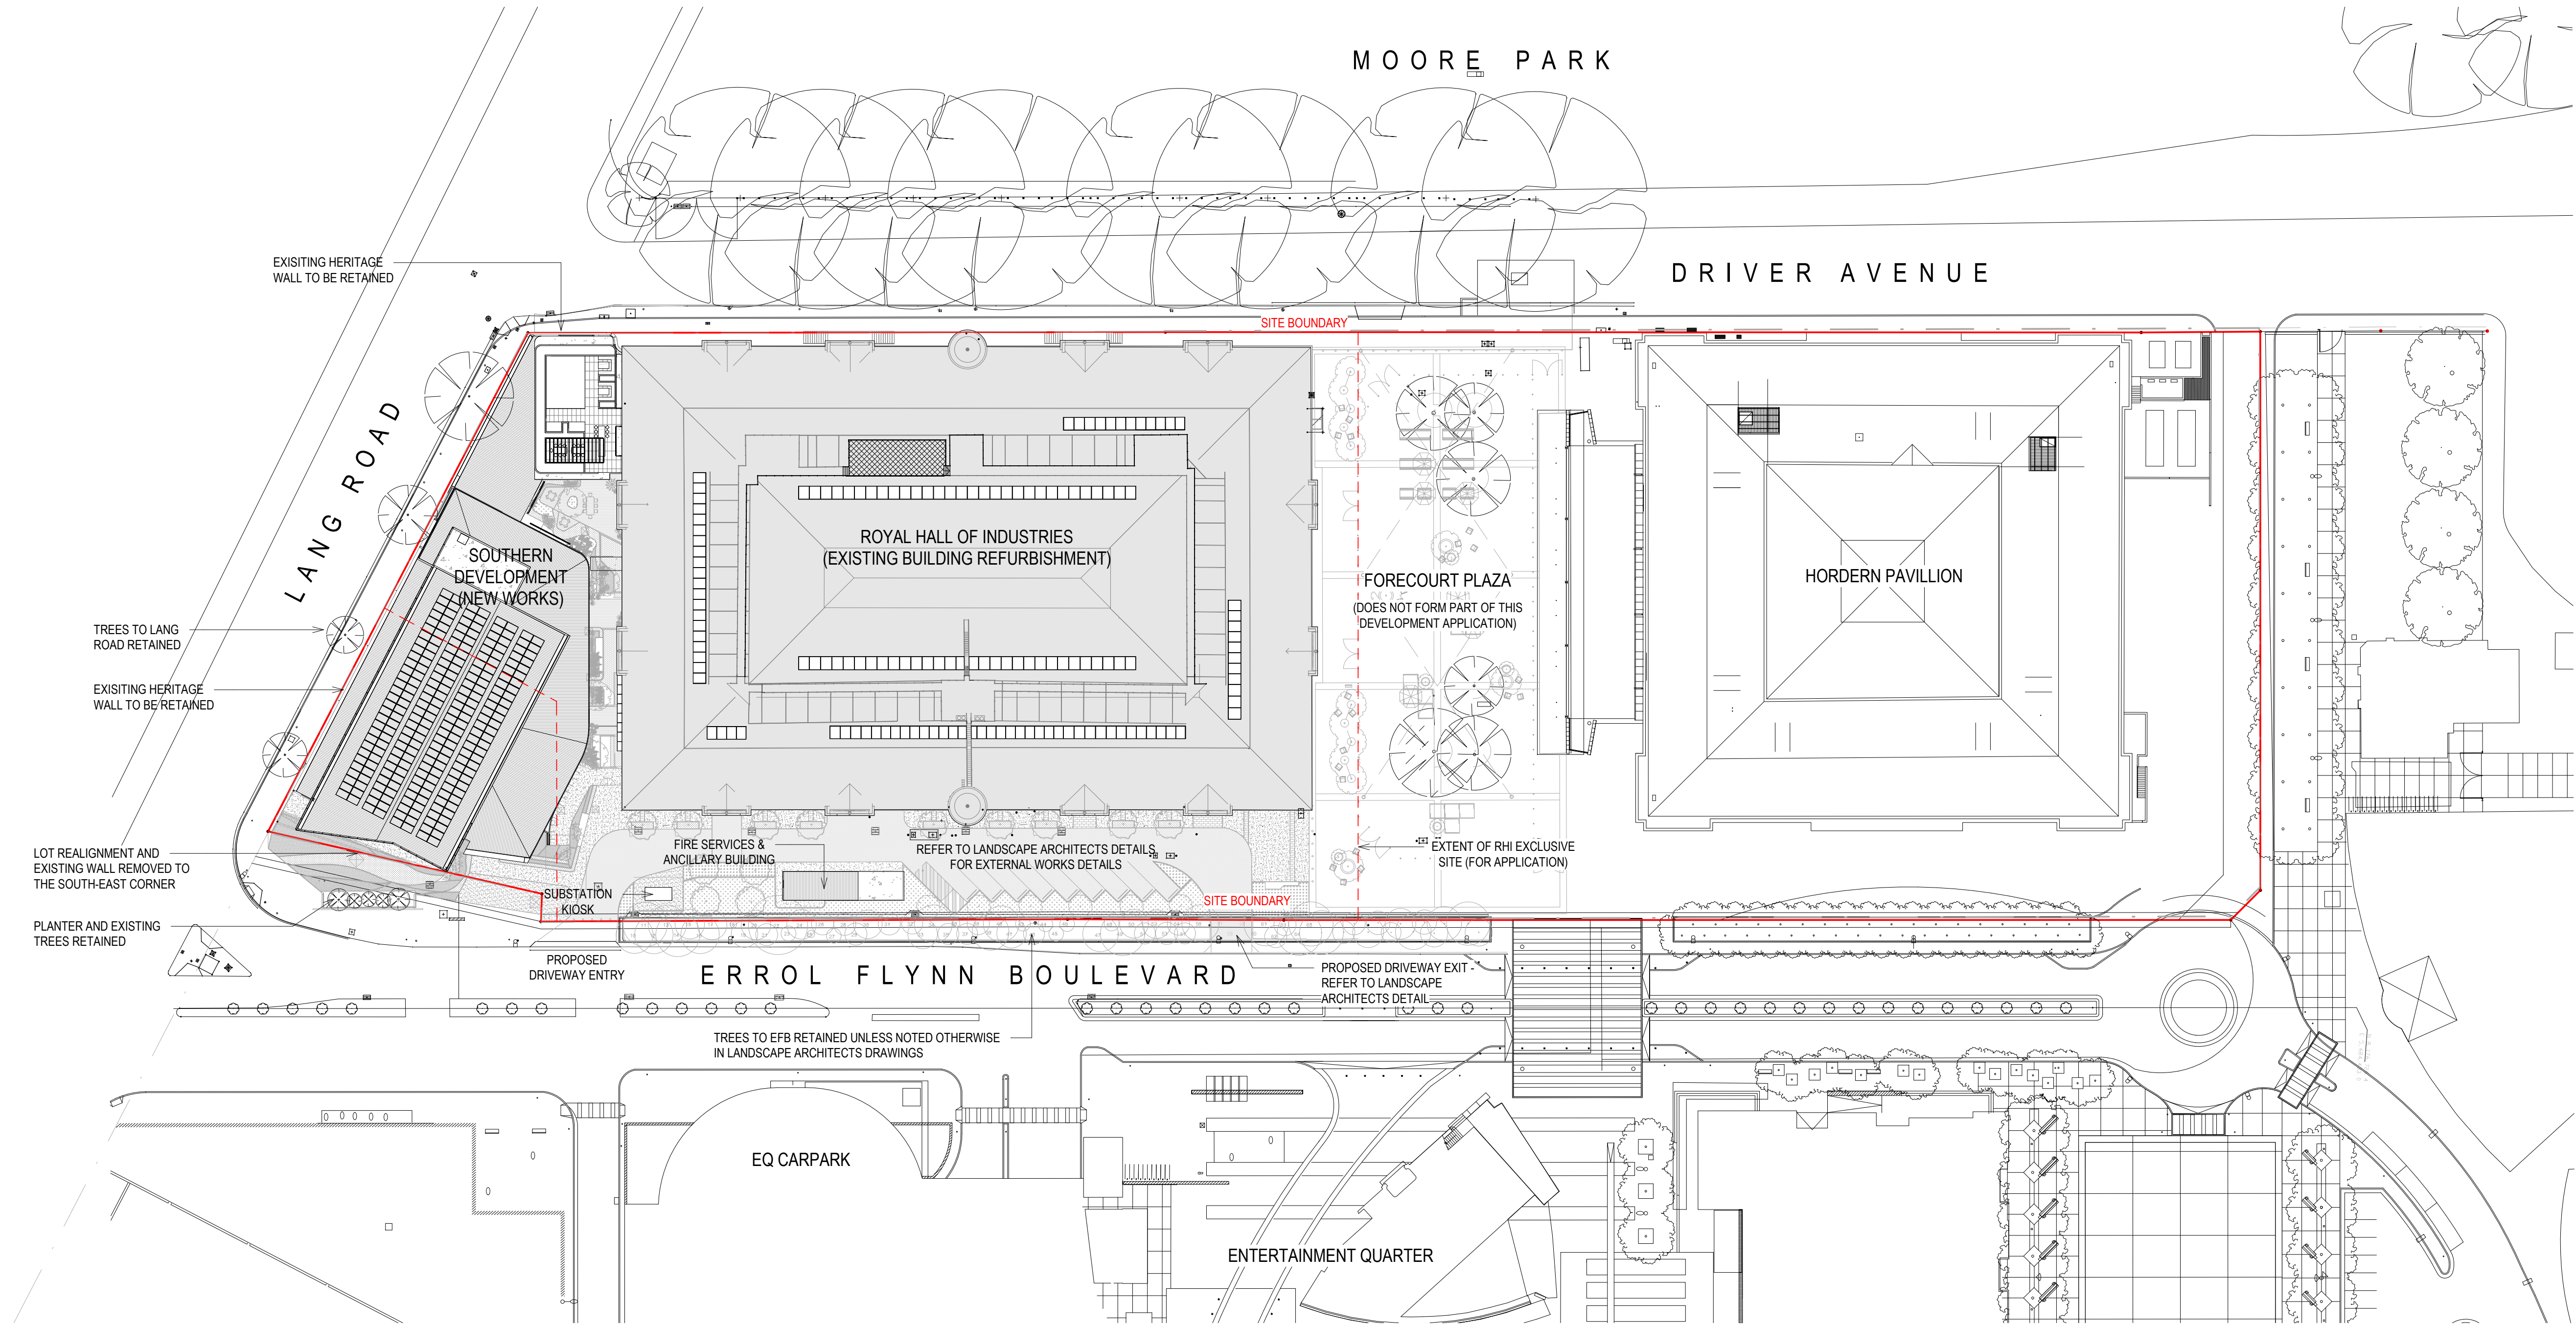 MOORE PARK
DRIVER AVENUE
EXISITING HERITAGE
WALL TO BE RETAINED
SITE BOUNDARY
LANG ROAD
ROYAL HALL OF INDUSTRIES
(EXISTING BUILDING REFURBISHMENT)
SOUTHERN
DEVELOPMENT
(NEW WORKS)
FORECOURT PLAZA
(DOES NOT FORM PART OF THIS
DEVELOPMENT APPLICATION)
HORDERN PAVILLION
TREES TO LANG
ROAD RETAINED
EXISITING HERITAGE
WALL TO BE RETAINED
LOT REALIGNMENT AND
EXISTING WALL REMOVED TO
THE SOUTH-EAST CORNER
FIRE SERVICES &
ANCILLARY BUILDING
REFER TO LANDSCAPE ARCHITECTS DETAILS
FOR EXTERNAL WORKS DETAILS
EXTENT OF RHI EXCLUSIVE
SITE (FOR APPLICATION)
SUBSTATION
KIOSK
SITE BOUNDARY
PLANTER AND EXISTING
TREES RETAINED
PROPOSED
DRIVEWAY ENTRY
ERROL FLYNN BOULEVARD
PROPOSED DRIVEWAY EXIT -
REFER TO LANDSCAPE
ARCHITECTS DETAIL
TREES TO EFB RETAINED UNLESS NOTED OTHERWISE
IN LANDSCAPE ARCHITECTS DRAWINGS
EQ CARPARK
ENTERTAINMENT QUARTER